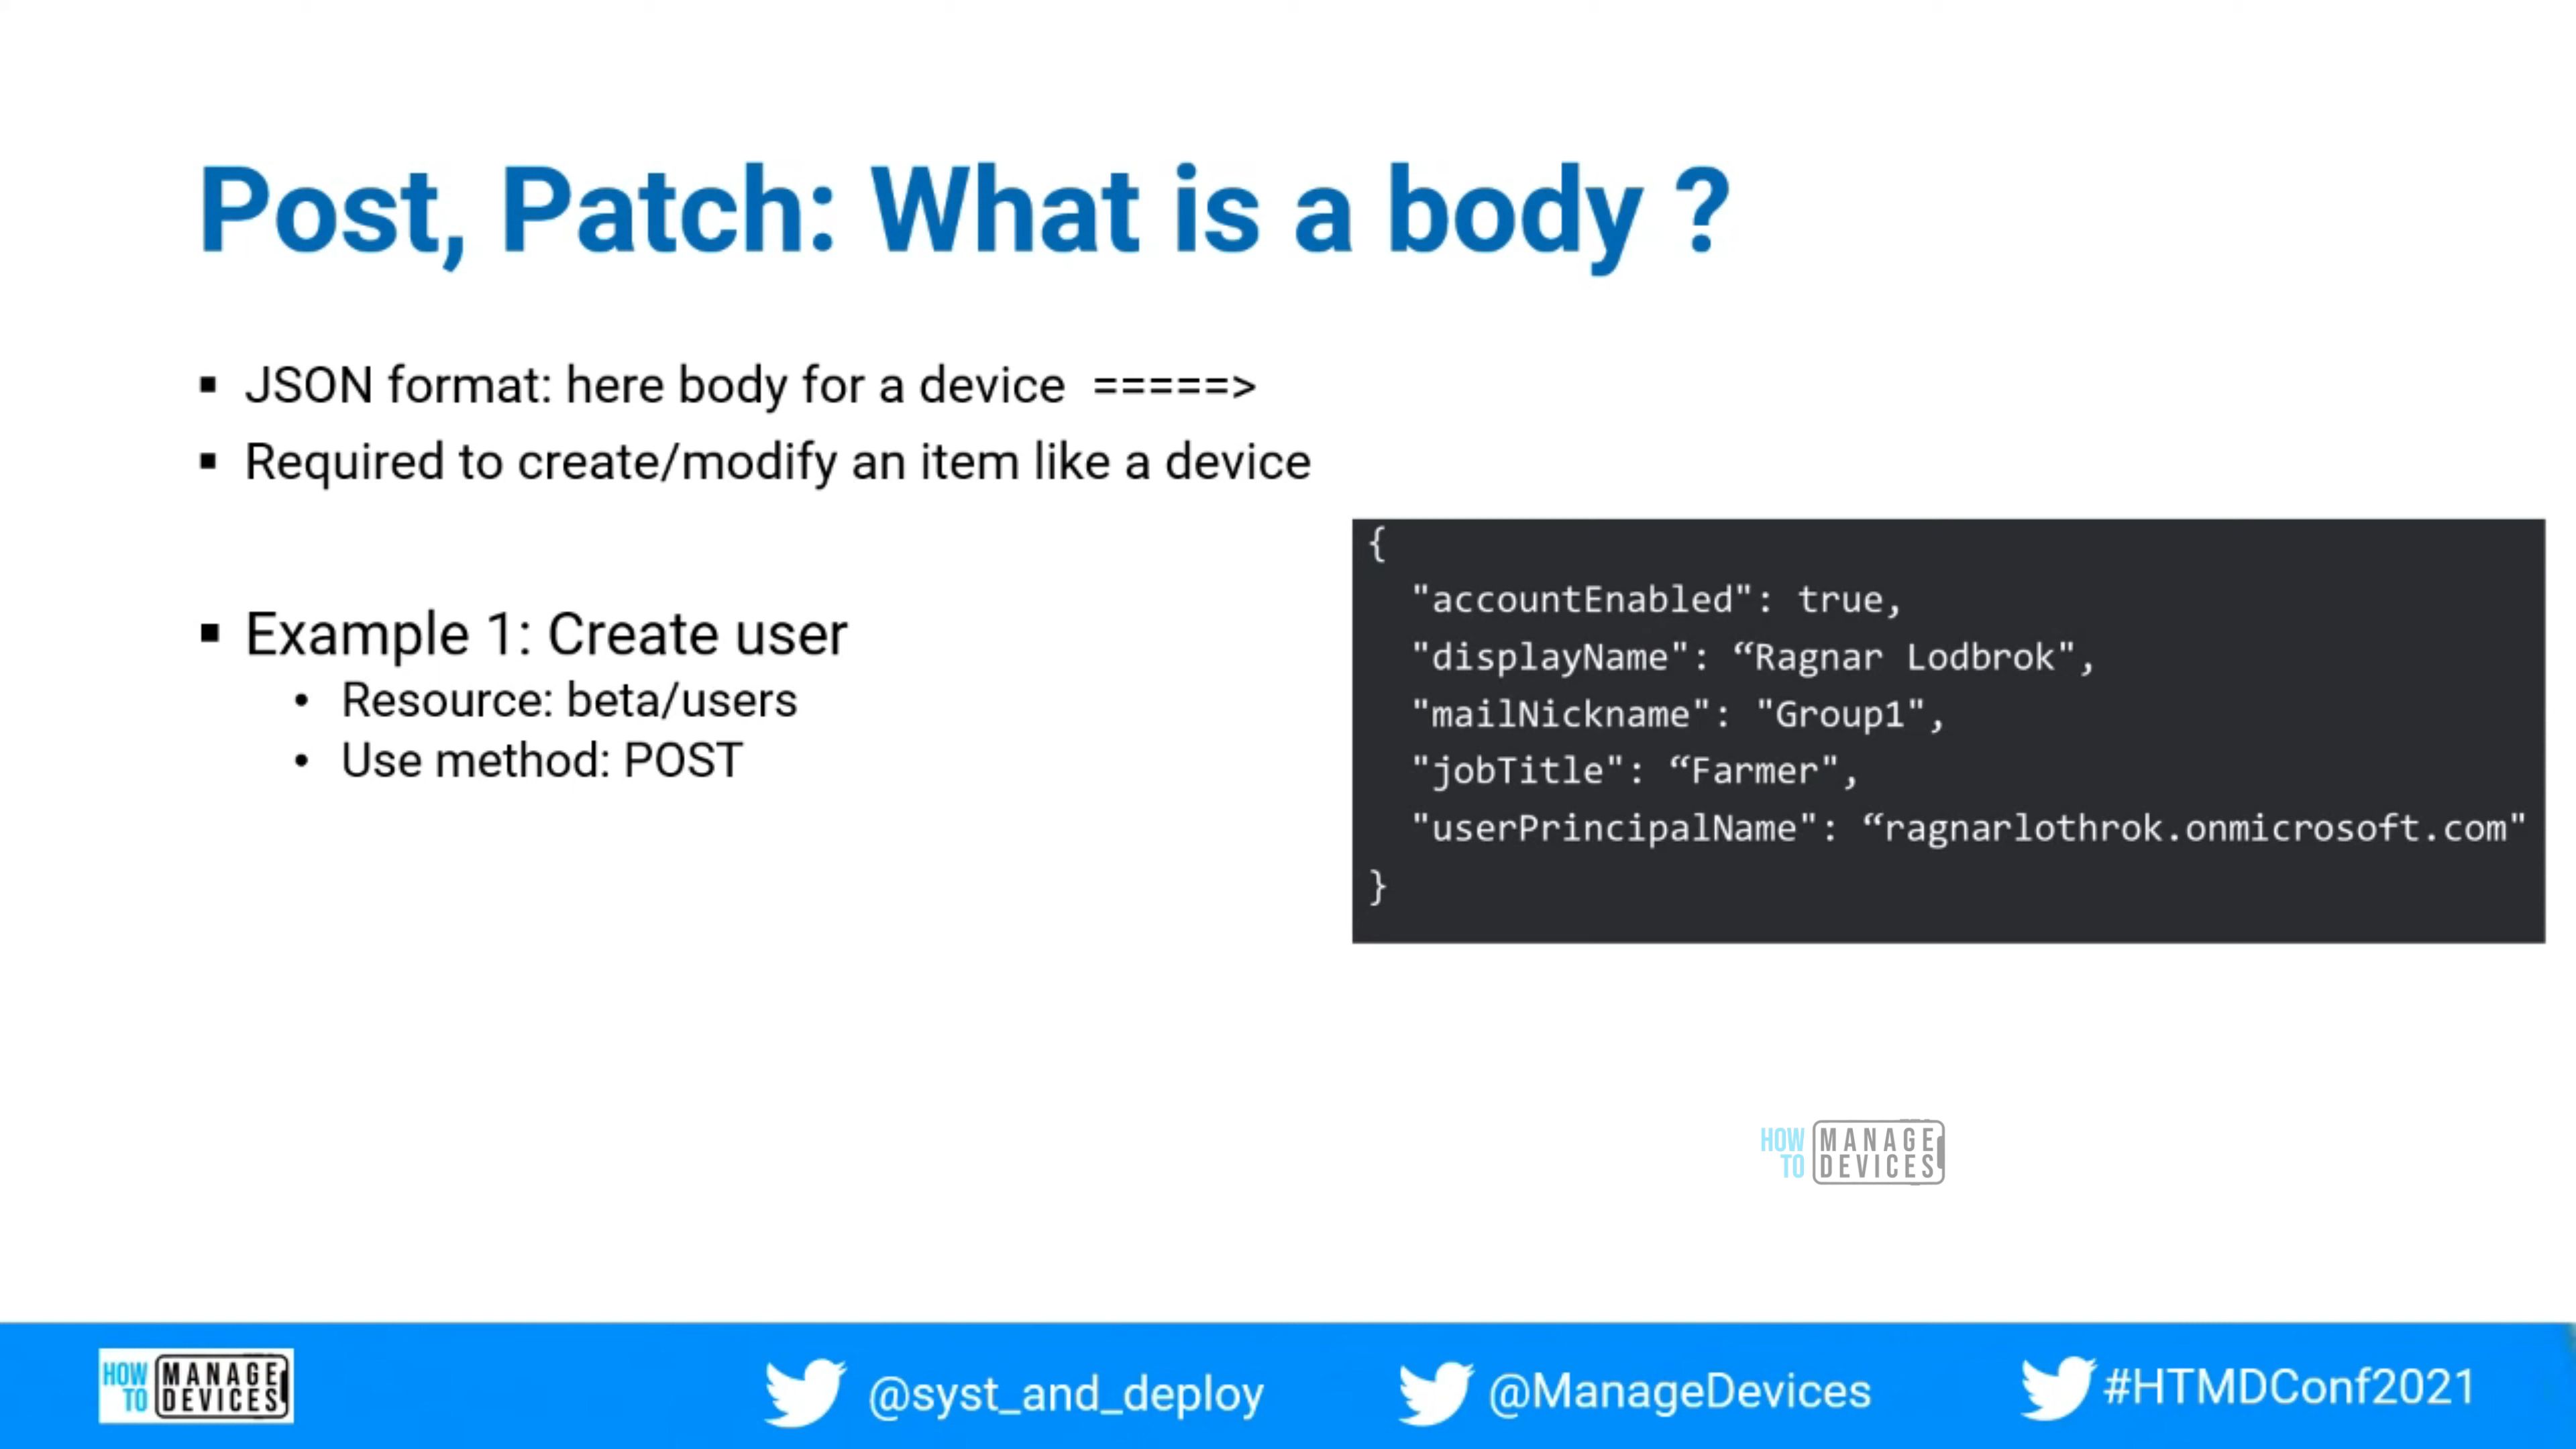 Post, Patch: What is a body ?
▪ JSON format: here body for a device =====>
▪ Required to create/modify an item like a device
▪ Example 1: Create user
• Resource: beta/users
• Use method: POST
{
"accountEnabled": true,
"displayName": “Ragnar Lodbrok",
"mailNickname": "Group1",
"jobTitle": “Farmer",
"userPrincipalName": “ragnarlothrok.onmicrosoft.com"
}
HOW TO MANAGE DEVICES
HOW TO MANAGE DEVICES
@syst_and_deploy
@ManageDevices
#HTMDConf2021